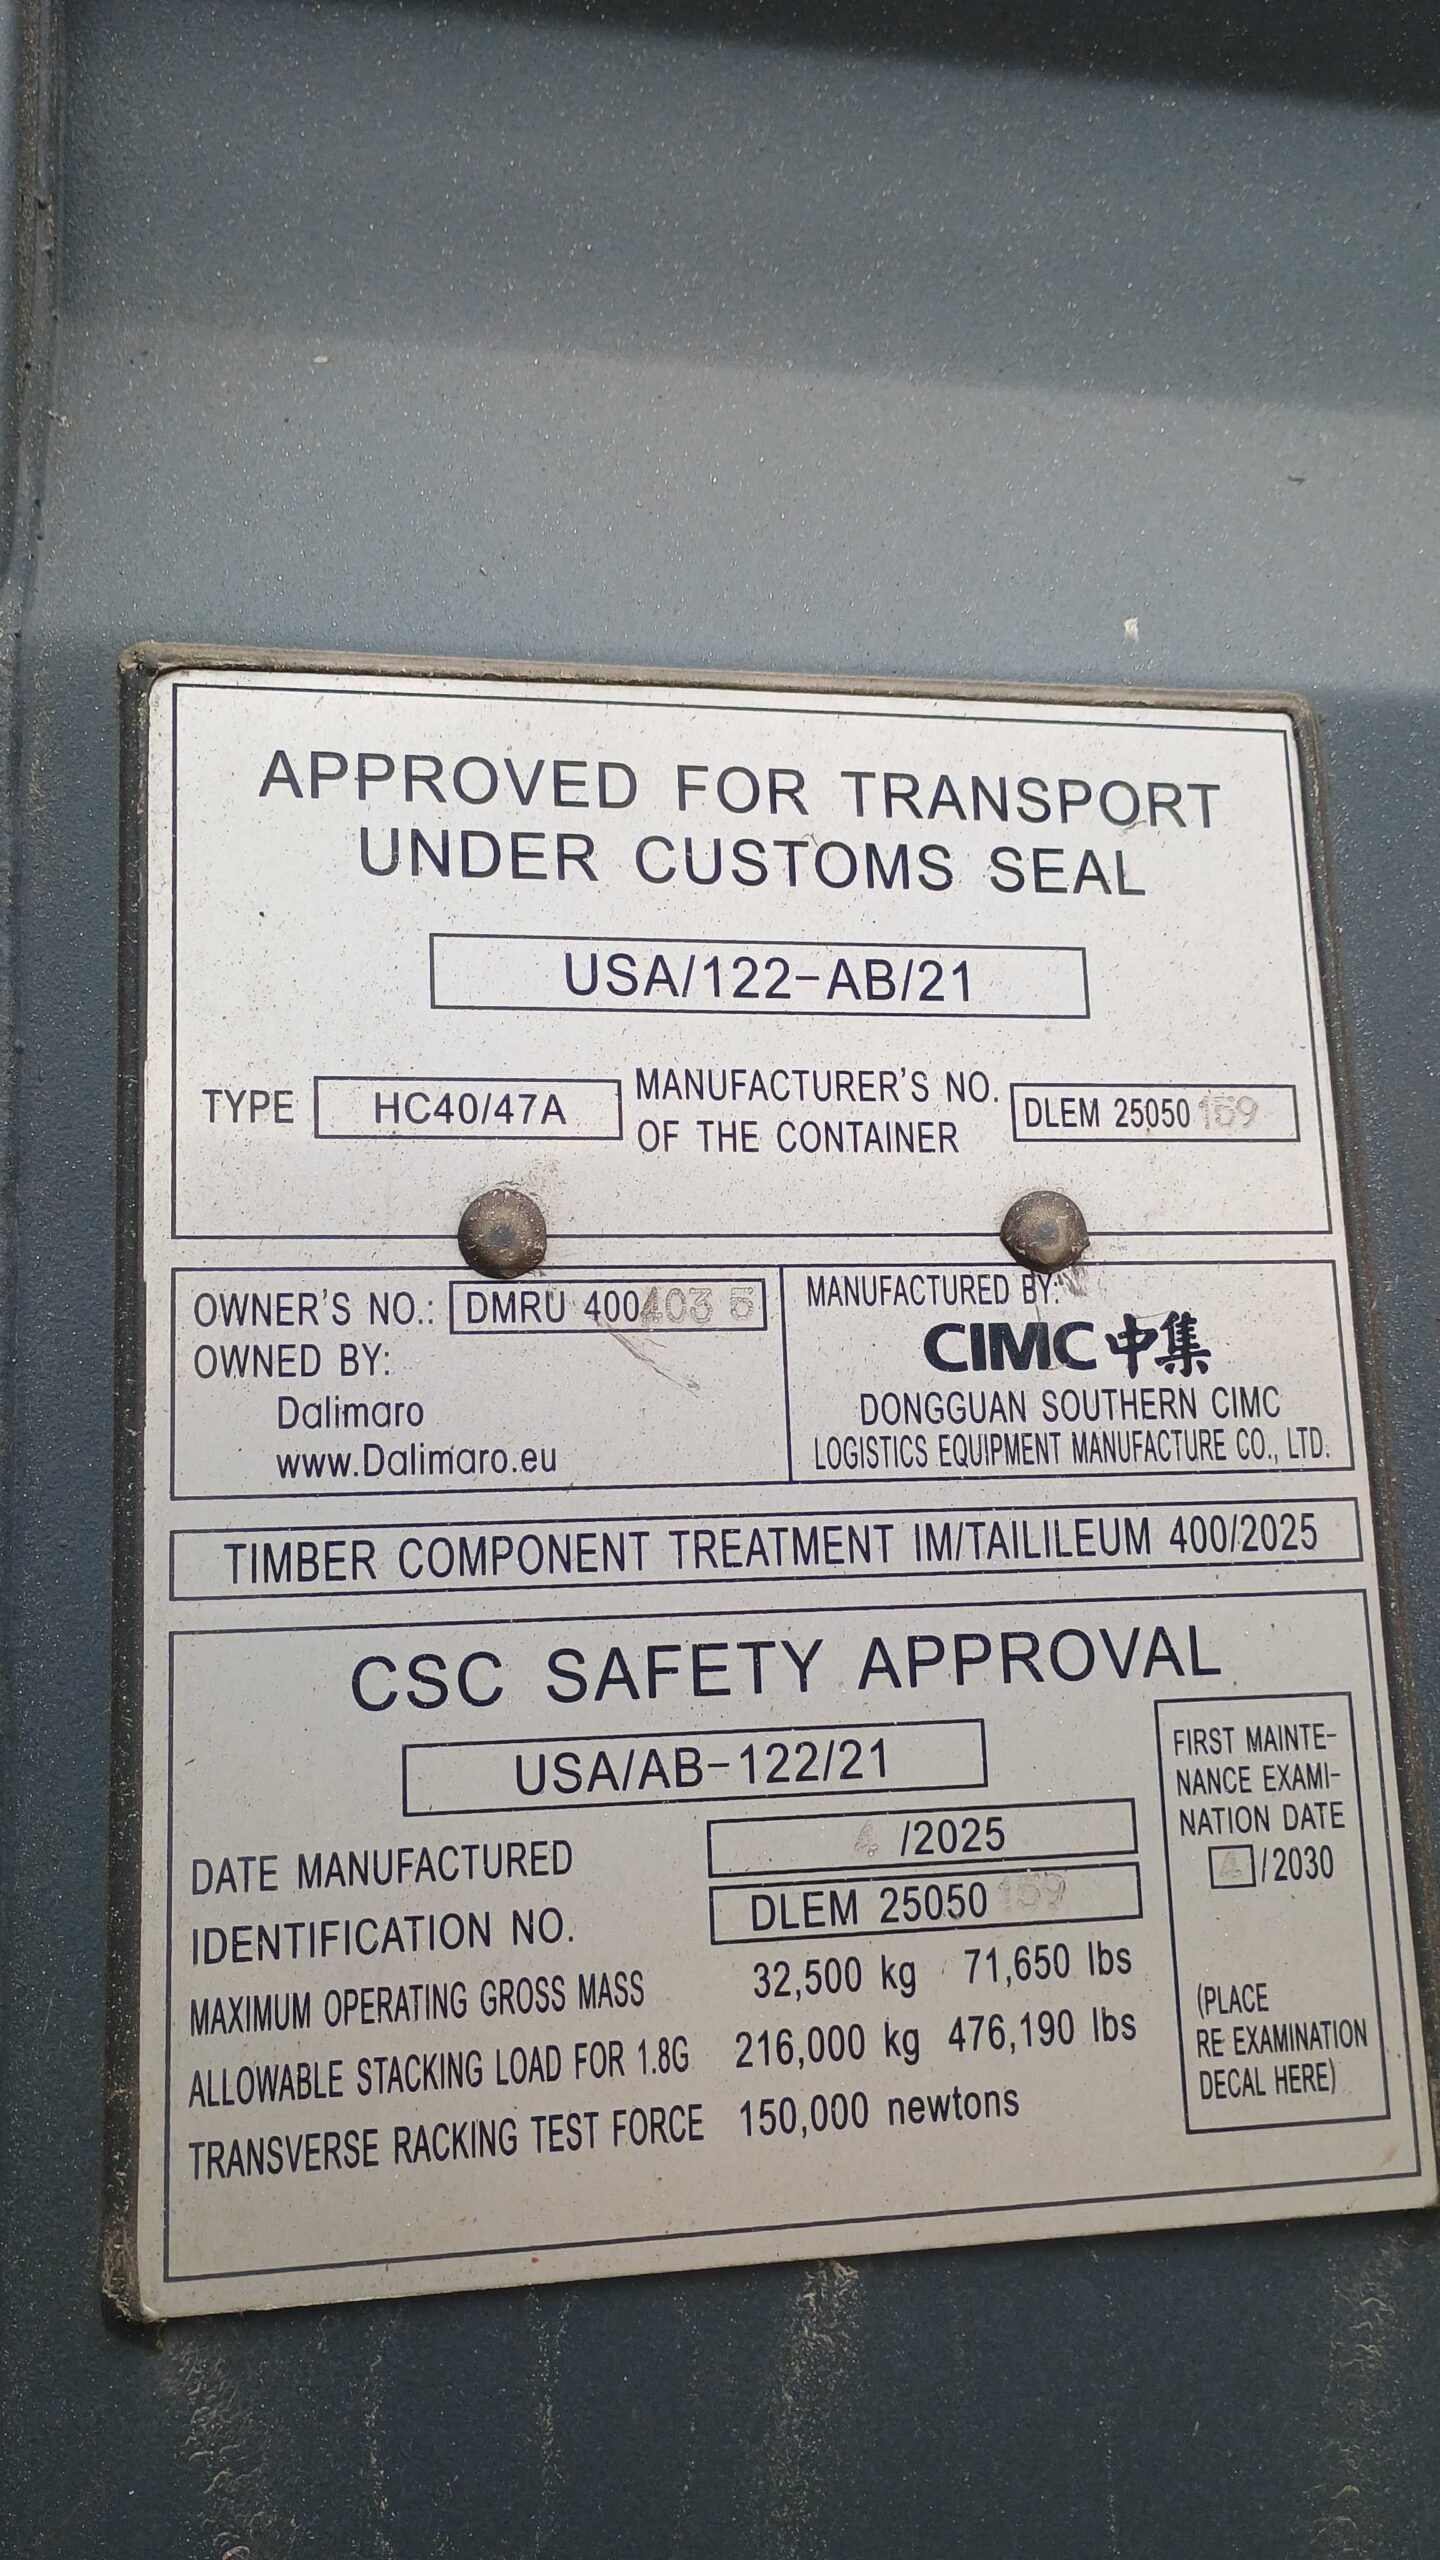 APPROVED FOR TRANSPORT
UNDER CUSTOMS SEAL
USA/122-AB/21
TYPE HC40/47A MANUFACTURER'S NO.
OF THE CONTAINER DLEM 25050 159
OWNER'S NO.: DMRU 400403 5
OWNED BY:
Dalimaro
www.Dalimaro.eu
MANUFACTURED BY:
CIMC 中集
DONGGUAN SOUTHERN CIMC
LOGISTICS EQUIPMENT MANUFACTURE CO., LTD.
TIMBER COMPONENT TREATMENT IM/TAILILEUM 400/2025
CSC SAFETY APPROVAL
USA/AB-122/21
DATE MANUFACTURED 4 /2025
IDENTIFICATION NO. DLEM 25050 159
MAXIMUM OPERATING GROSS MASS 32,500 kg 71,650 lbs
ALLOWABLE STACKING LOAD FOR 1.8G 216,000 kg 476,190 lbs
TRANSVERSE RACKING TEST FORCE 150,000 newtons
FIRST MAINTE-
NANCE EXAMI-
NATION DATE
4/2030
(PLACE
RE EXAMINATION
DECAL HERE)